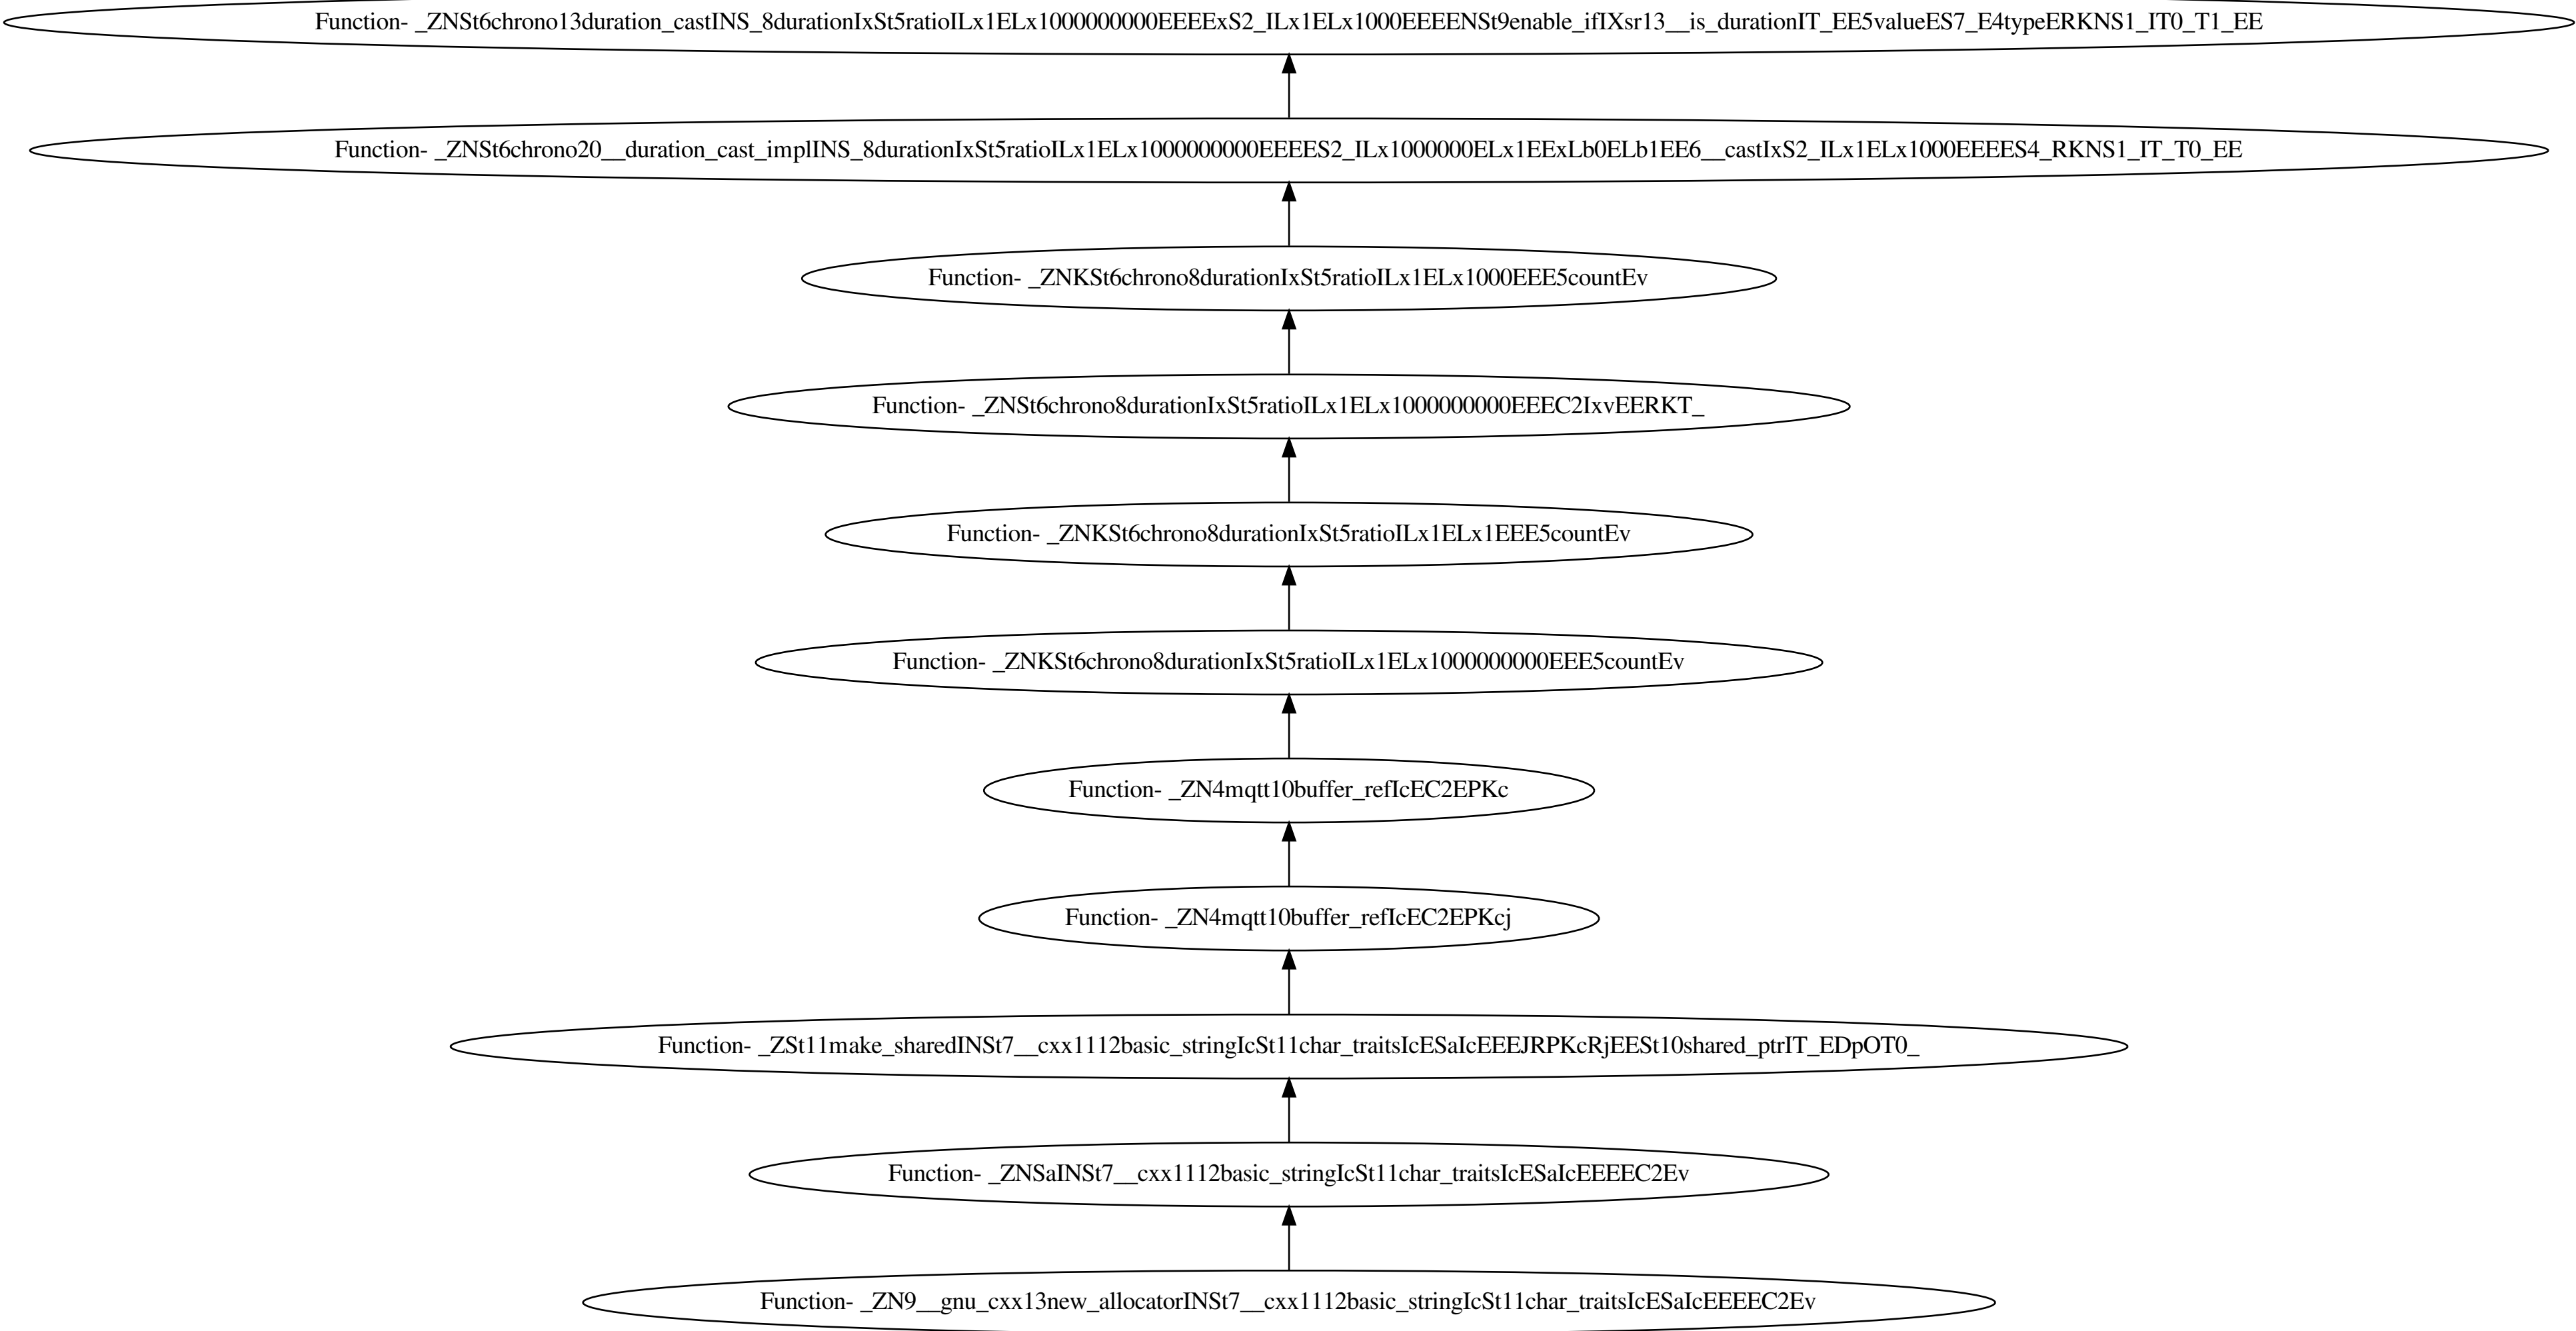 Function- _ZNSt6chrono13duration_castINS_8durationIxSt5ratioILx1ELx1000000000EEEExS2_ILx1ELx1000EEEENSt9enable_ifIXsr13__is_durationIT_EE5valueES7_E4typeERKNS1_IT0_T1_EE
Function- _ZNSt6chrono20__duration_cast_implINS_8durationIxSt5ratioILx1ELx1000000000EEEES2_ILx1000000ELx1EExLb0ELb1EE6__castIxS2_ILx1ELx1000EEEES4_RKNS1_IT_T0_EE
Function- _ZNKSt6chrono8durationIxSt5ratioILx1ELx1000EEE5countEv
Function- _ZNSt6chrono8durationIxSt5ratioILx1ELx1000000000EEEC2IxvEERKT_
Function- _ZNKSt6chrono8durationIxSt5ratioILx1ELx1EEE5countEv
Function- _ZNKSt6chrono8durationIxSt5ratioILx1ELx1000000000EEE5countEv
Function- _ZN4mqtt10buffer_refIcEC2EPKc
Function- _ZN4mqtt10buffer_refIcEC2EPKcj
Function- _ZSt11make_sharedINSt7__cxx1112basic_stringIcSt11char_traitsIcESaIcEEEJRPKcRjEESt10shared_ptrIT_EDpOT0_
Function- _ZNSaINSt7__cxx1112basic_stringIcSt11char_traitsIcESaIcEEEEC2Ev
Function- _ZN9__gnu_cxx13new_allocatorINSt7__cxx1112basic_stringIcSt11char_traitsIcESaIcEEEEC2Ev